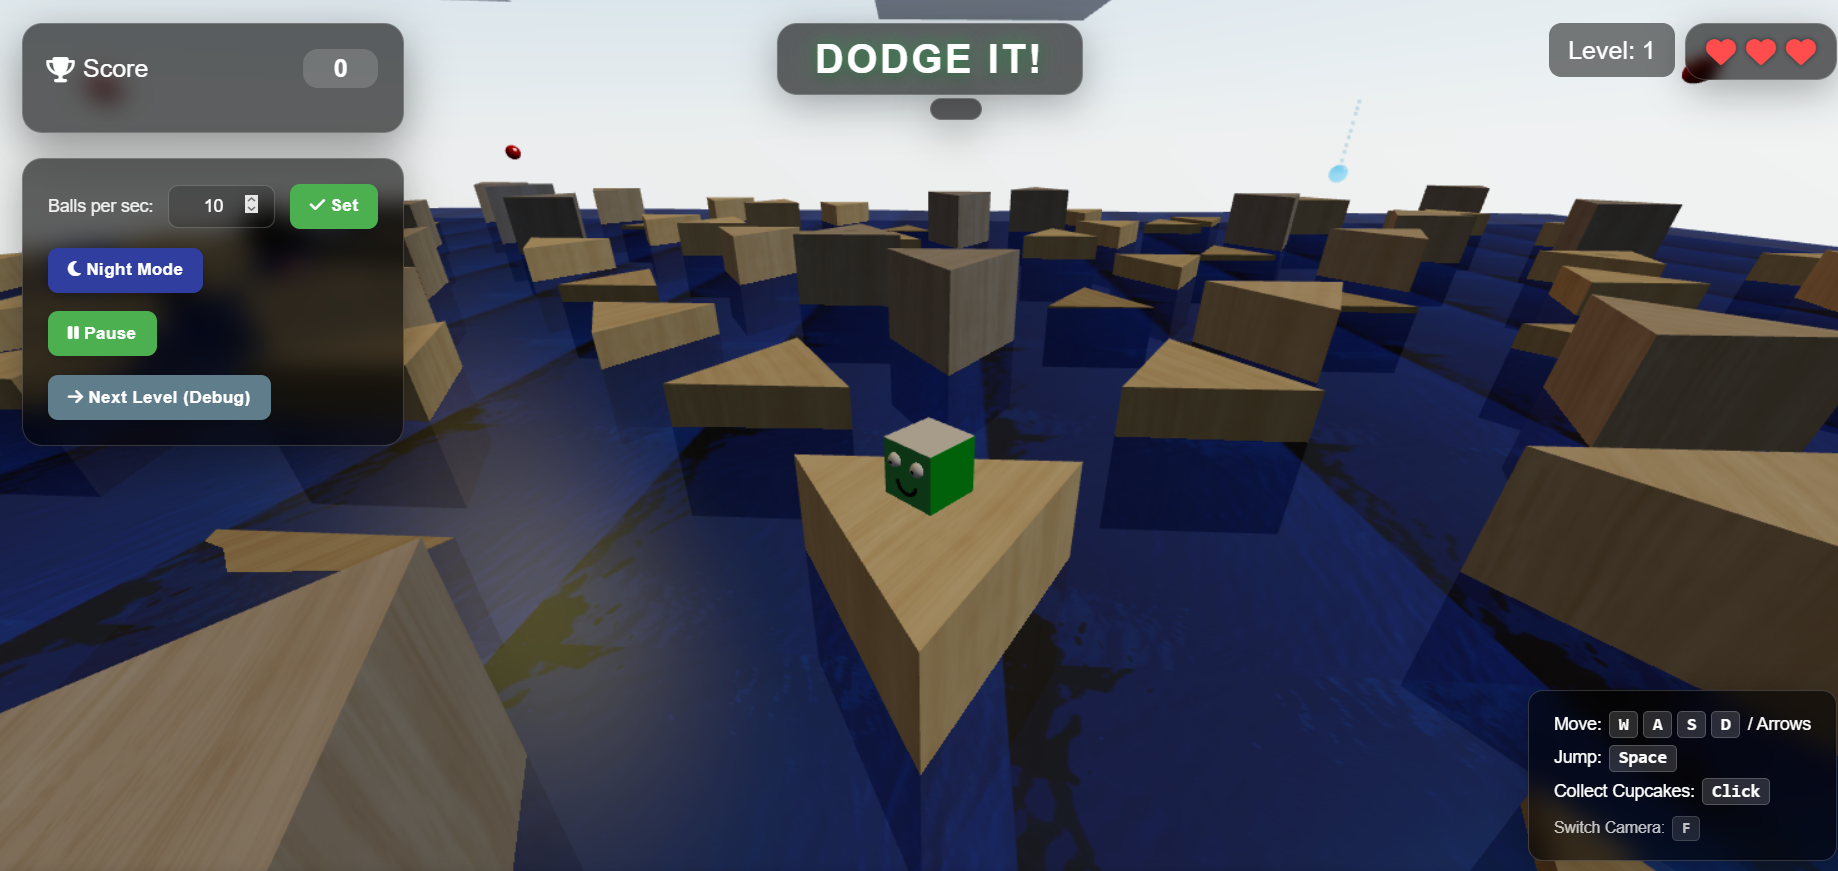 Score 0
DODGE IT!
Level: 1
Balls per sec: 10 Set
Night Mode
Pause
Next Level (Debug)
Move: W A S D / Arrows
Jump: Space
Collect Cupcakes: Click
Switch Camera: F